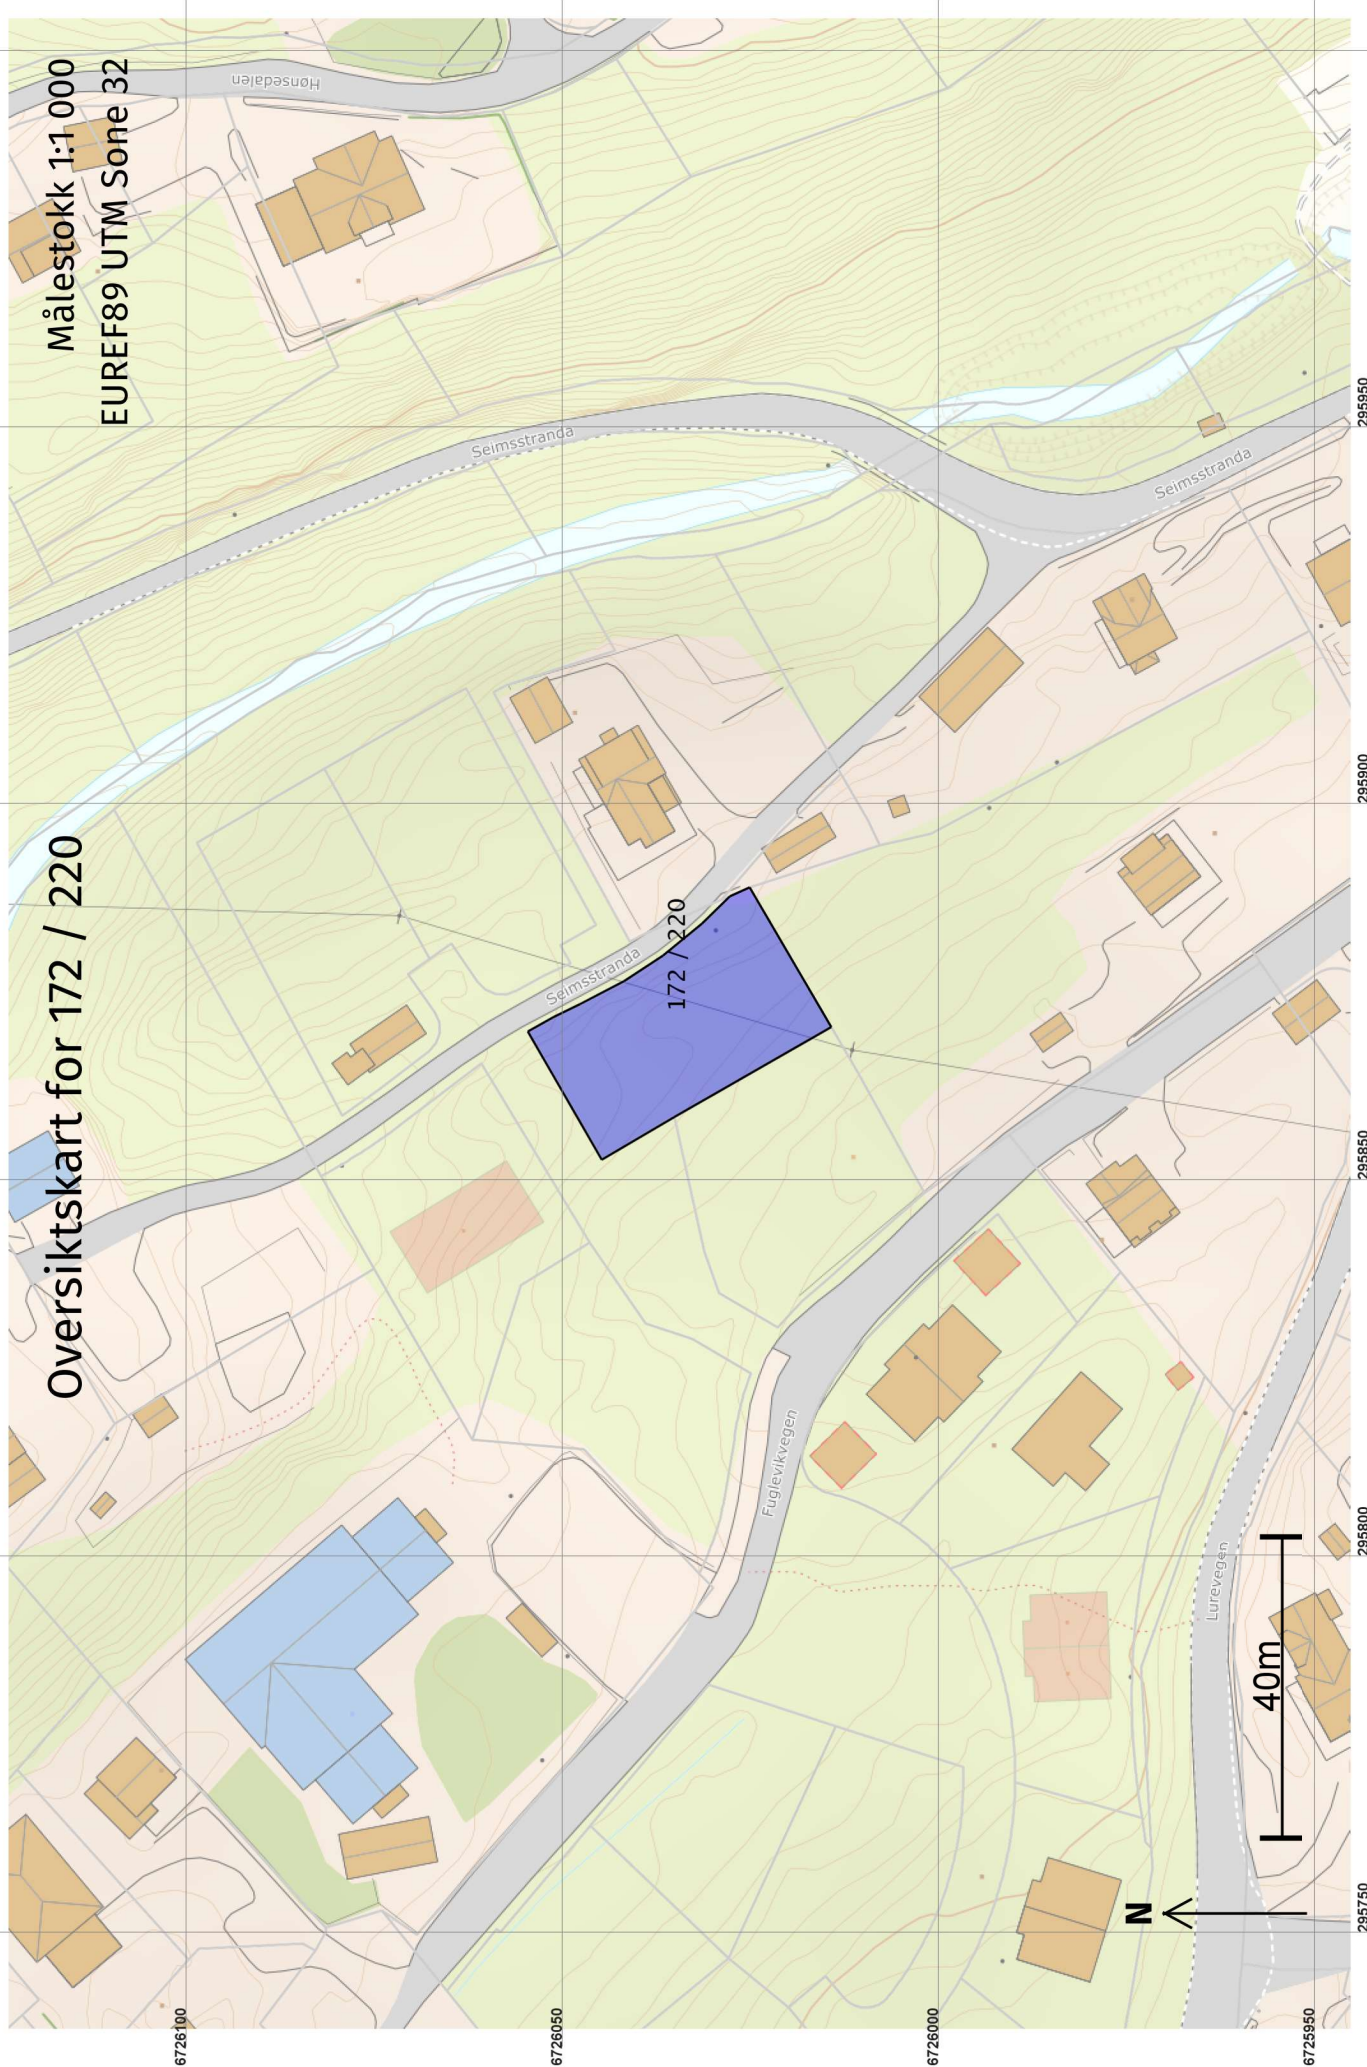 Oversiktskart for 172 / 220
Målestokk 1:1 000
EUREF89 UTM Sone 32
Hønsedalen
Seimsstranda
Seimsstranda
Seimsstranda
172 / 220
Fuglevikvegen
Lurevegen
40m
N
6726100
6726050
6726000
6725950
295750
295800
295850
295900
295950